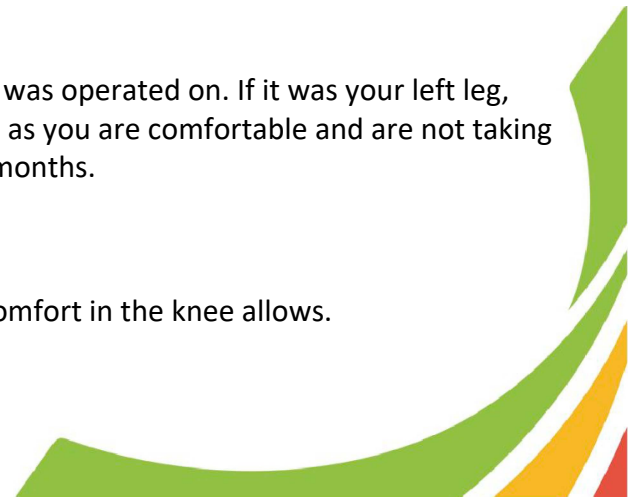 was operated on. If it was your left leg,
as you are comfortable and are not taking
months.
omfort in the knee allows.